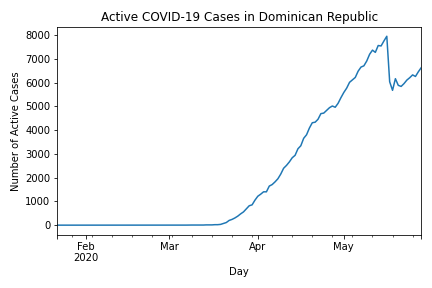 Active COVID-19 Cases in Dominican Republic
Number of Active Cases
8000
7000
6000
5000
4000
3000
2000
1000
0
Feb
2020
Mar
Apr
May
Day